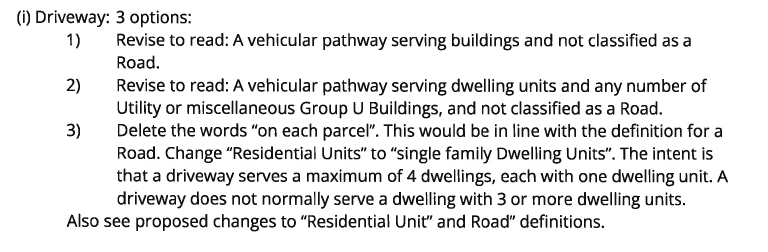 (i) Driveway: 3 options:
1) Revise to read: A vehicular pathway serving buildings and not classified as a
Road.
2) Revise to read: A vehicular pathway serving dwelling units and any number of
Utility or miscellaneous Group U Buildings, and not classified as a Road.
3) Delete the words “on each parcel”. This would be in line with the definition for a
Road. Change “Residential Units” to “single family Dwelling Units”. The intent is
that a driveway serves a maximum of 4 dwellings, each with one dwelling unit. A
driveway does not normally serve a dwelling with 3 or more dwelling units.
Also see proposed changes to “Residential Unit” and Road” definitions.